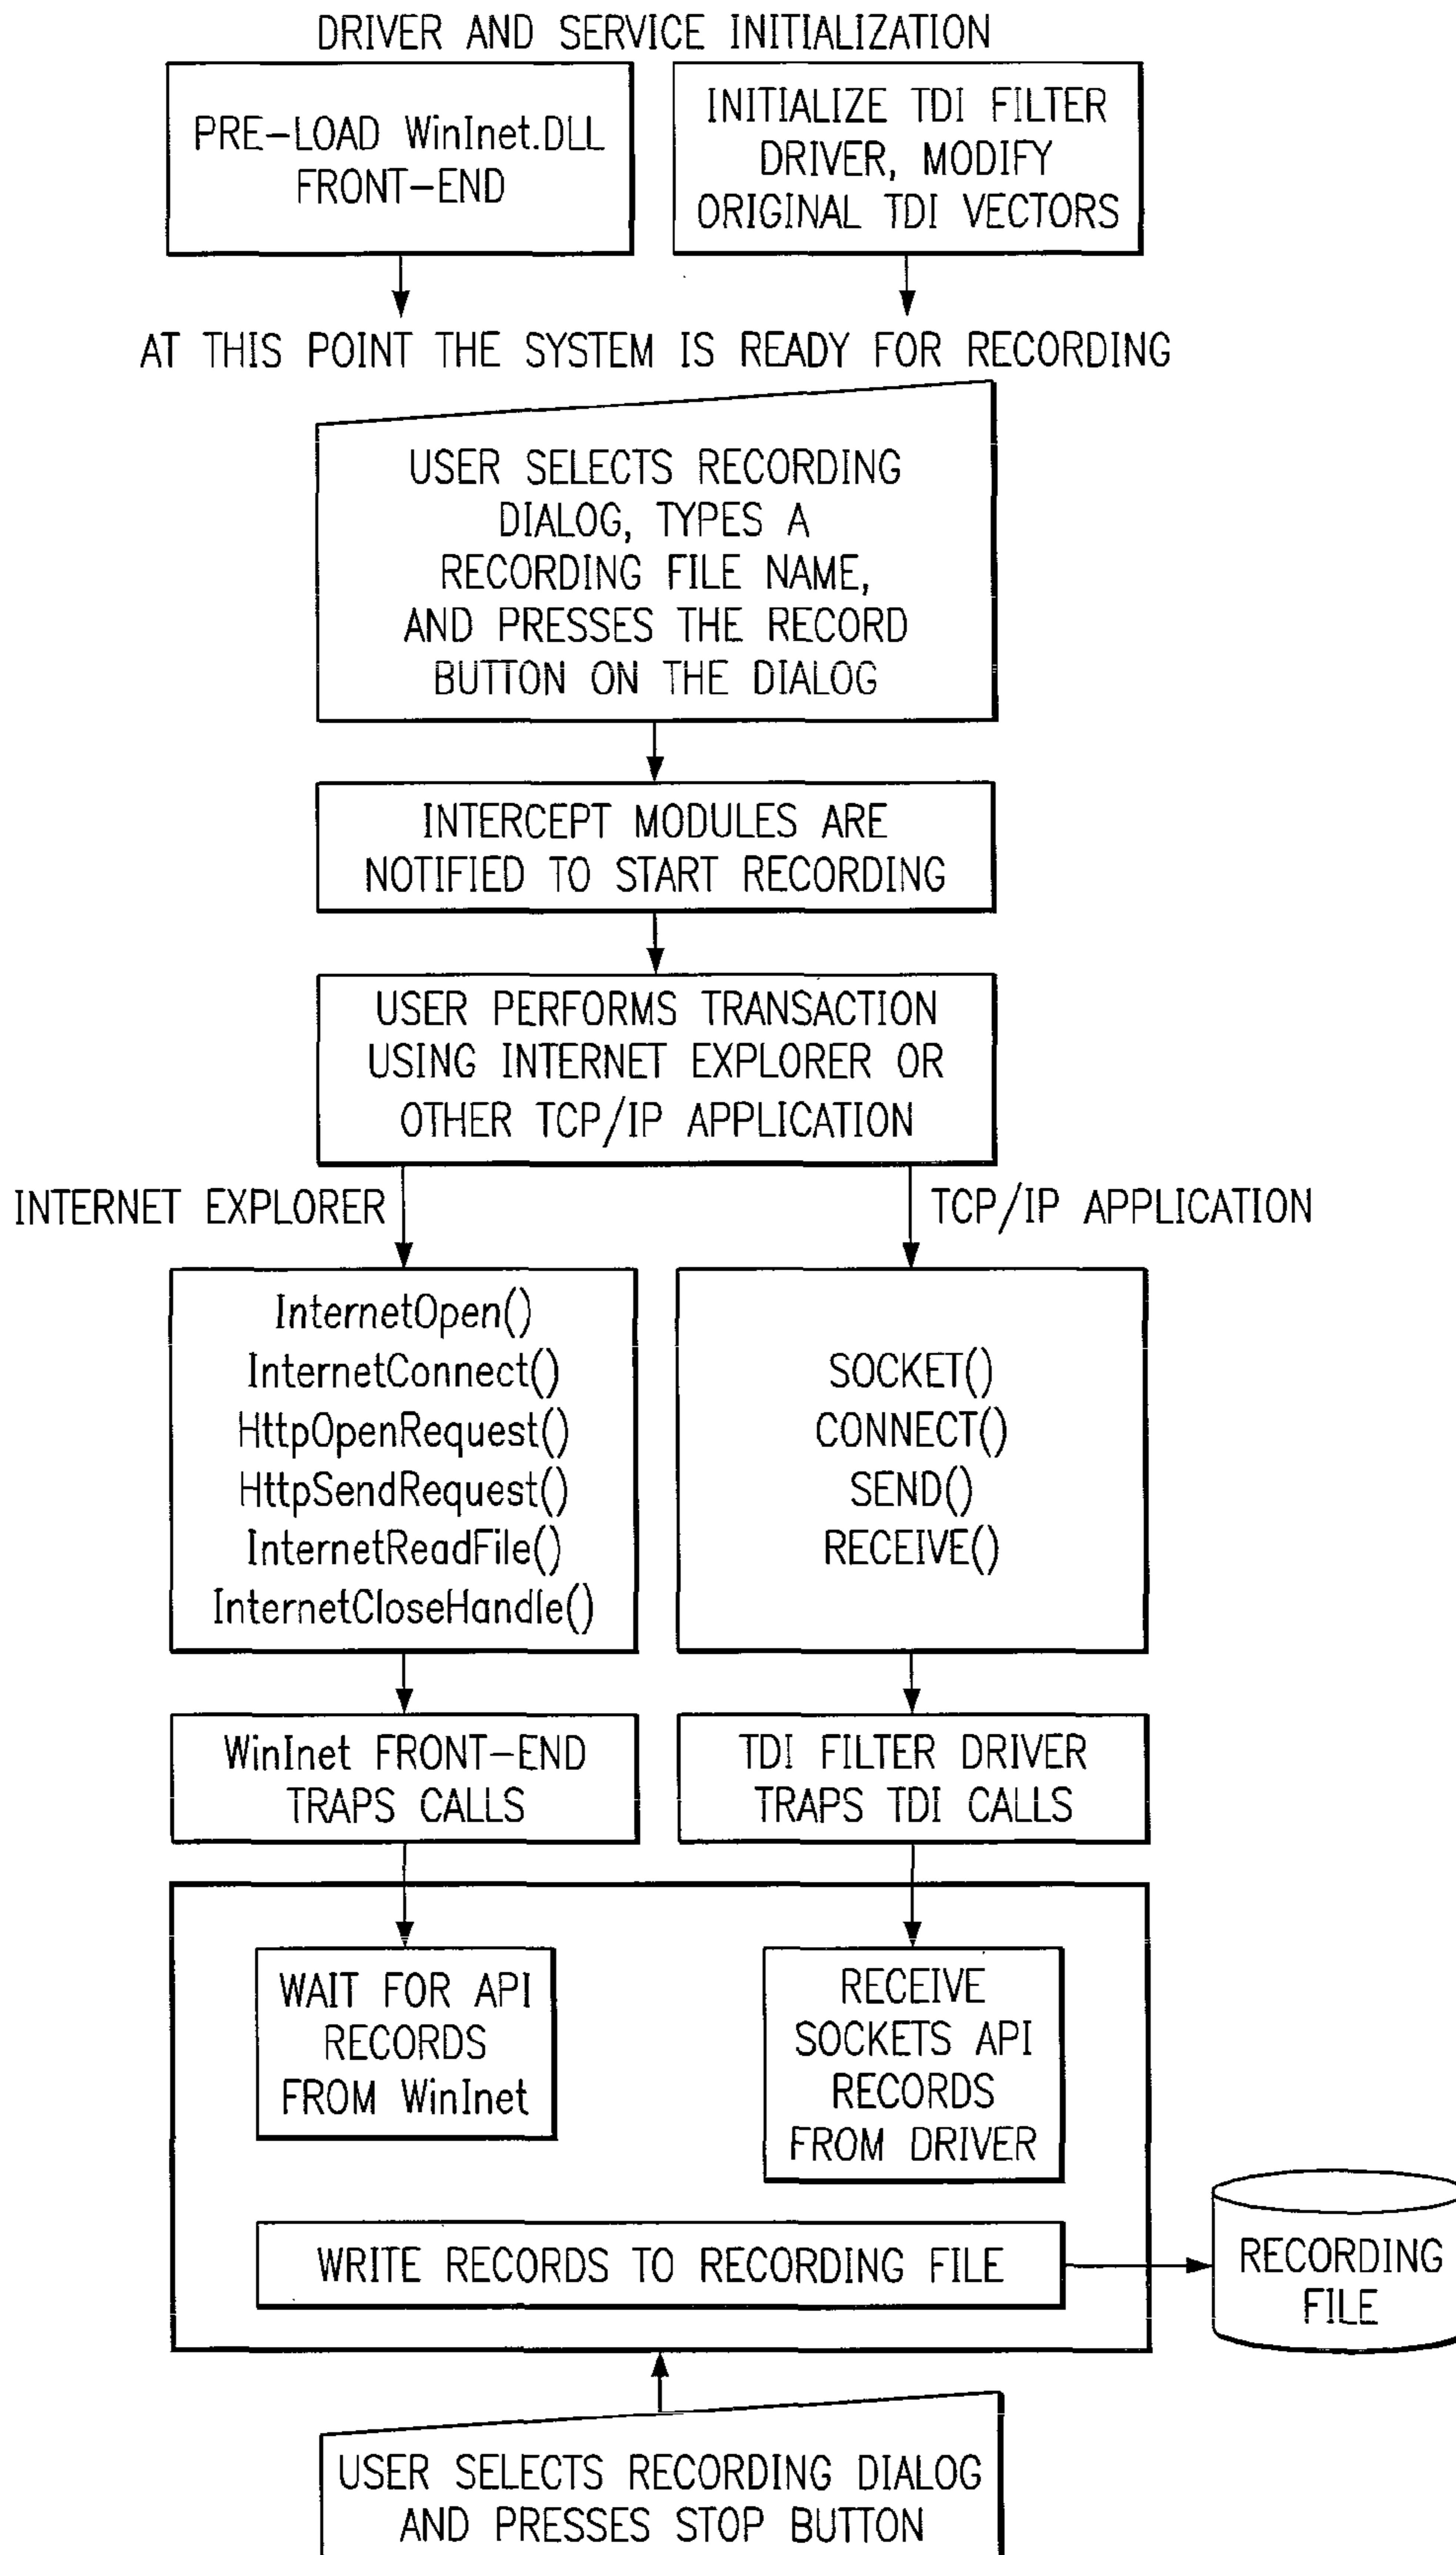 DRIVER AND SERVICE INITIALIZATION
PRE-LOAD WinInet.DLL
FRONT-END
INITIALIZE TDI FILTER
DRIVER, MODIFY
ORIGINAL TDI VECTORS
AT THIS POINT THE SYSTEM IS READY FOR RECORDING
USER SELECTS RECORDING
DIALOG, TYPES A
RECORDING FILE NAME,
AND PRESSES THE RECORD
BUTTON ON THE DIALOG
INTERCEPT MODULES ARE
NOTIFIED TO START RECORDING
USER PERFORMS TRANSACTION
USING INTERNET EXPLORER OR
OTHER TCP/IP APPLICATION
INTERNET EXPLORER
TCP/IP APPLICATION
InternetOpen()
InternetConnect()
HttpOpenRequest()
HttpSendRequest()
InternetReadFile()
InternetCloseHandle()
SOCKET()
CONNECT()
SEND()
RECEIVE()
WinInet FRONT-END
TRAPS CALLS
TDI FILTER DRIVER
TRAPS TDI CALLS
WAIT FOR API
RECORDS
FROM WinInet
RECEIVE
SOCKETS API
RECORDS
FROM DRIVER
WRITE RECORDS TO RECORDING FILE
RECORDING
FILE
USER SELECTS RECORDING DIALOG
AND PRESSES STOP BUTTON